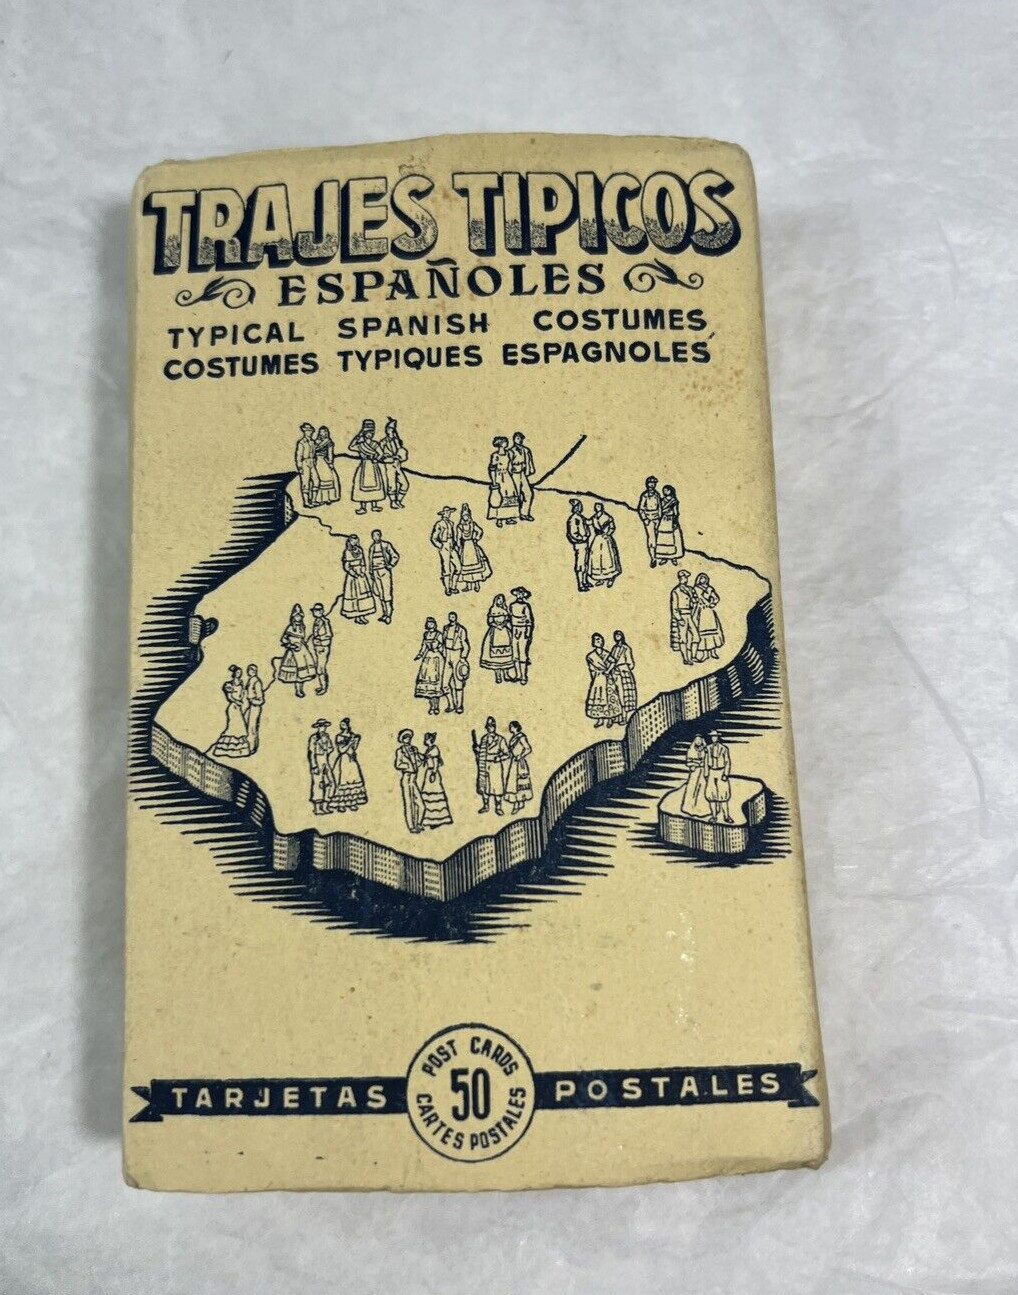 TRAJES TIPICOS
ESPAÑOLES
TYPICAL SPANISH COSTUMES
COSTUMES TYPIQUES ESPAGNOLES
TARJETAS POSTALES
POST CARDS
50
CARTES POSTALES